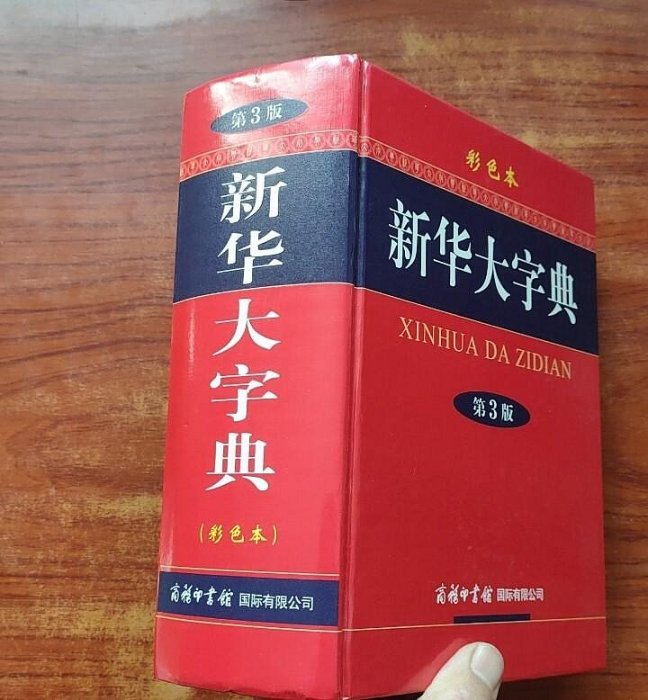 第3版
新华大字典
(彩色本)
商务印书馆 国际有限公司
彩色本
新华大字典
XINHUA DA ZIDIAN
第3版
商务印书馆 国际有限公司